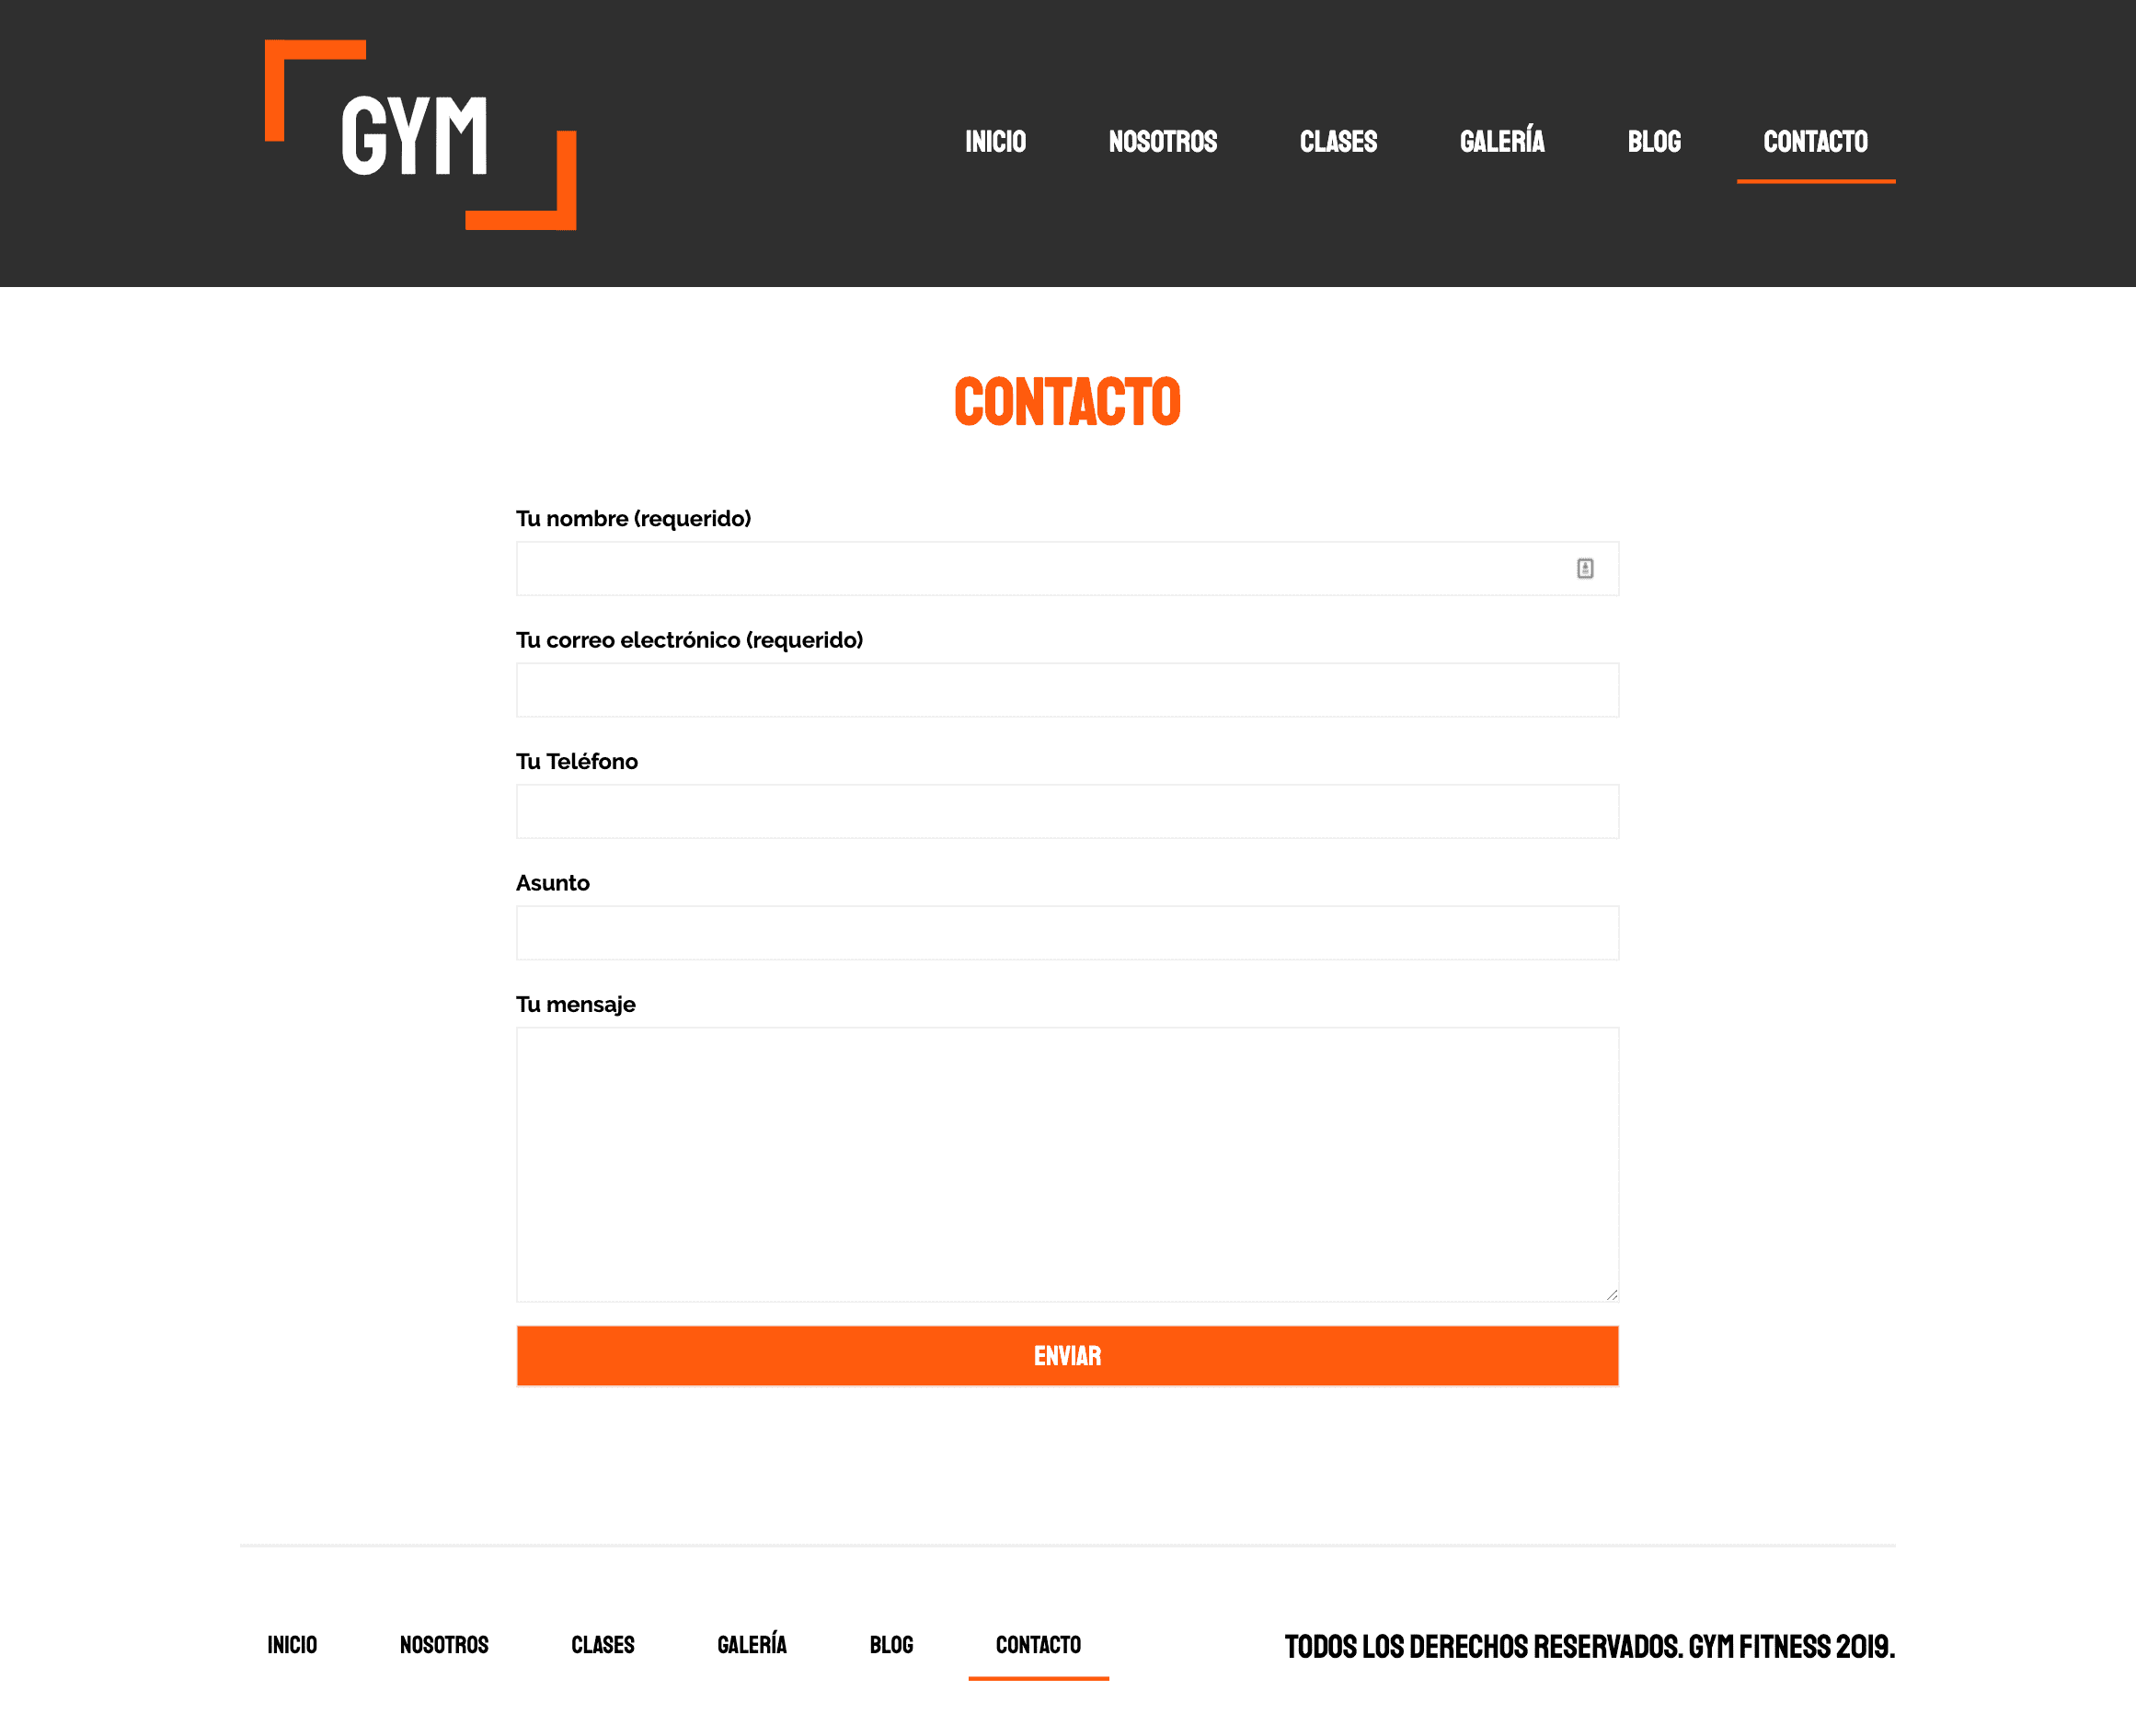 GYM
INICIO NOSOTROS CLASES GALERÍA BLOG CONTACTO
CONTACTO
Tu nombre (requerido)
Tu correo electrónico (requerido)
Tu Teléfono
Asunto
Tu mensaje
ENVIAR
INICIO NOSOTROS CLASES GALERÍA BLOG CONTACTO TODOS LOS DERECHOS RESERVADOS. GYM FITNESS 2019.